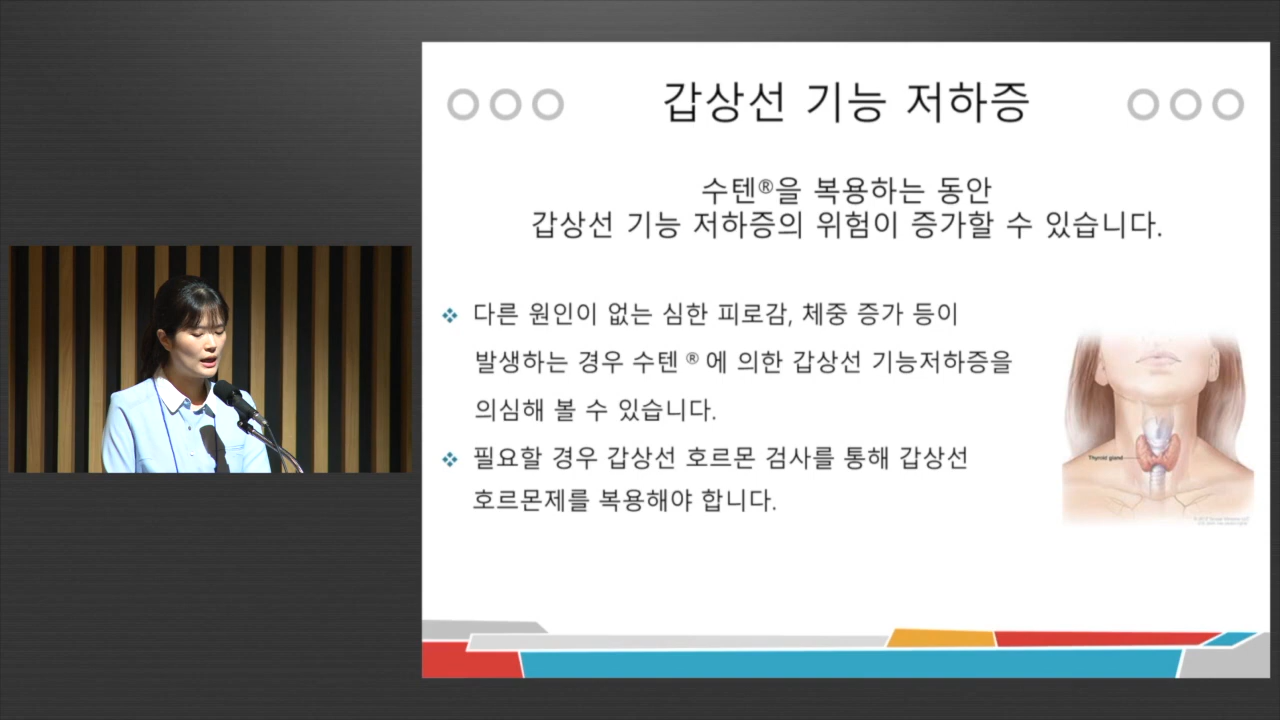 갑상선 기능 저하증
수텐®을 복용하는 동안
갑상선 기능 저하증의 위험이 증가할 수 있습니다.
다른 원인이 없는 심한 피로감, 체중 증가 등이
발생하는 경우 수텐 ® 에 의한 갑상선 기능저하증을
의심해 볼 수 있습니다.
필요할 경우 갑상선 호르몬 검사를 통해 갑상선
호르몬제를 복용해야 합니다.
Thyroid gland